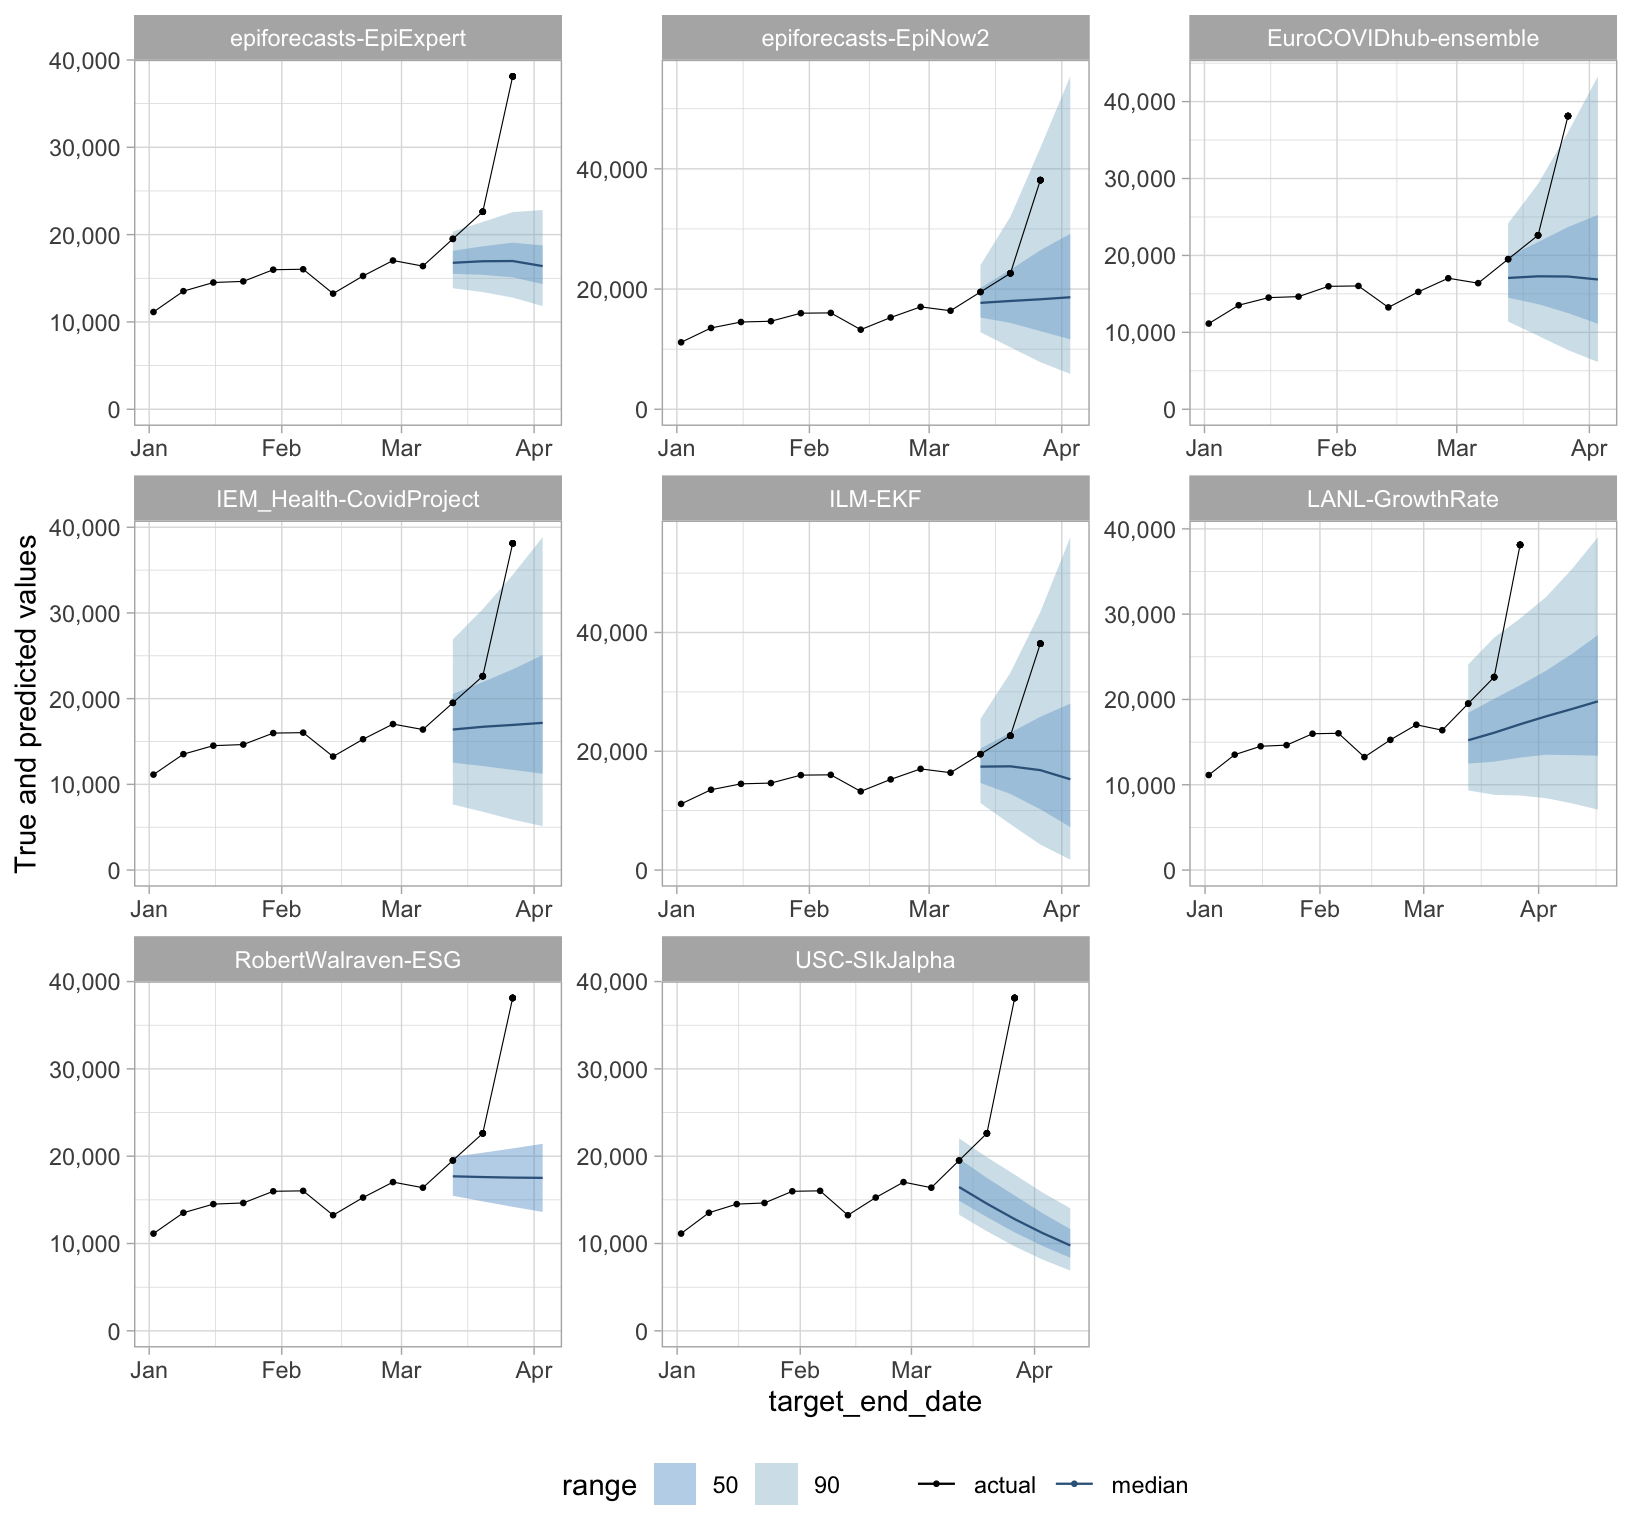 epiforecasts-EpiExpert
epiforecasts-EpiNow2
EuroCOVIDhub-ensemble
40,000
30,000
20,000
10,000
0
40,000
20,000
0
40,000
30,000
20,000
10,000
0
Jan Feb Mar Apr
Jan Feb Mar Apr
Jan Feb Mar Apr
True and predicted values
IEM_Health-CovidProject
ILM-EKF
LANL-GrowthRate
40,000
30,000
20,000
10,000
0
40,000
20,000
0
40,000
30,000
20,000
10,000
0
Jan Feb Mar Apr
Jan Feb Mar Apr
Jan Feb Mar Apr
RobertWalraven-ESG
USC-SIkJalpha
40,000
30,000
20,000
10,000
0
40,000
30,000
20,000
10,000
0
Jan Feb Mar Apr
Jan Feb Mar Apr
target_end_date
range 50 90 actual median